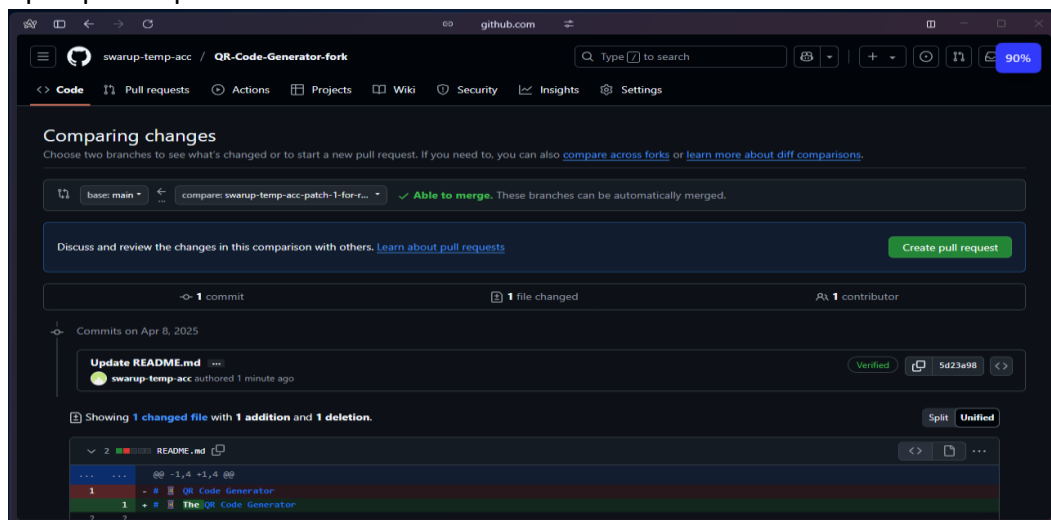 github.com
swarup-temp-acc / QR-Code-Generator-fork
Type / to search
90%
Code Pull requests Actions Projects Wiki Security Insights Settings
Comparing changes
Choose two branches to see what's changed or to start a new pull request. If you need to, you can also compare across forks or learn more about diff comparisons.
base: main compare: swarup-temp-acc-patch-1-for-r... Able to merge. These branches can be automatically merged.
Discuss and review the changes in this comparison with others. Learn about pull requests
Create pull request
1 commit 1 file changed 1 contributor
Commits on Apr 8, 2025
Update README.md ...
swarup-temp-acc authored 1 minute ago
Verified 5d23a98
Showing 1 changed file with 1 addition and 1 deletion.
Split Unified
2 README.md
... ... @@ -1,4 +1,4 @@
1 - # QR Code Generator
1 + # The QR Code Generator
2 2